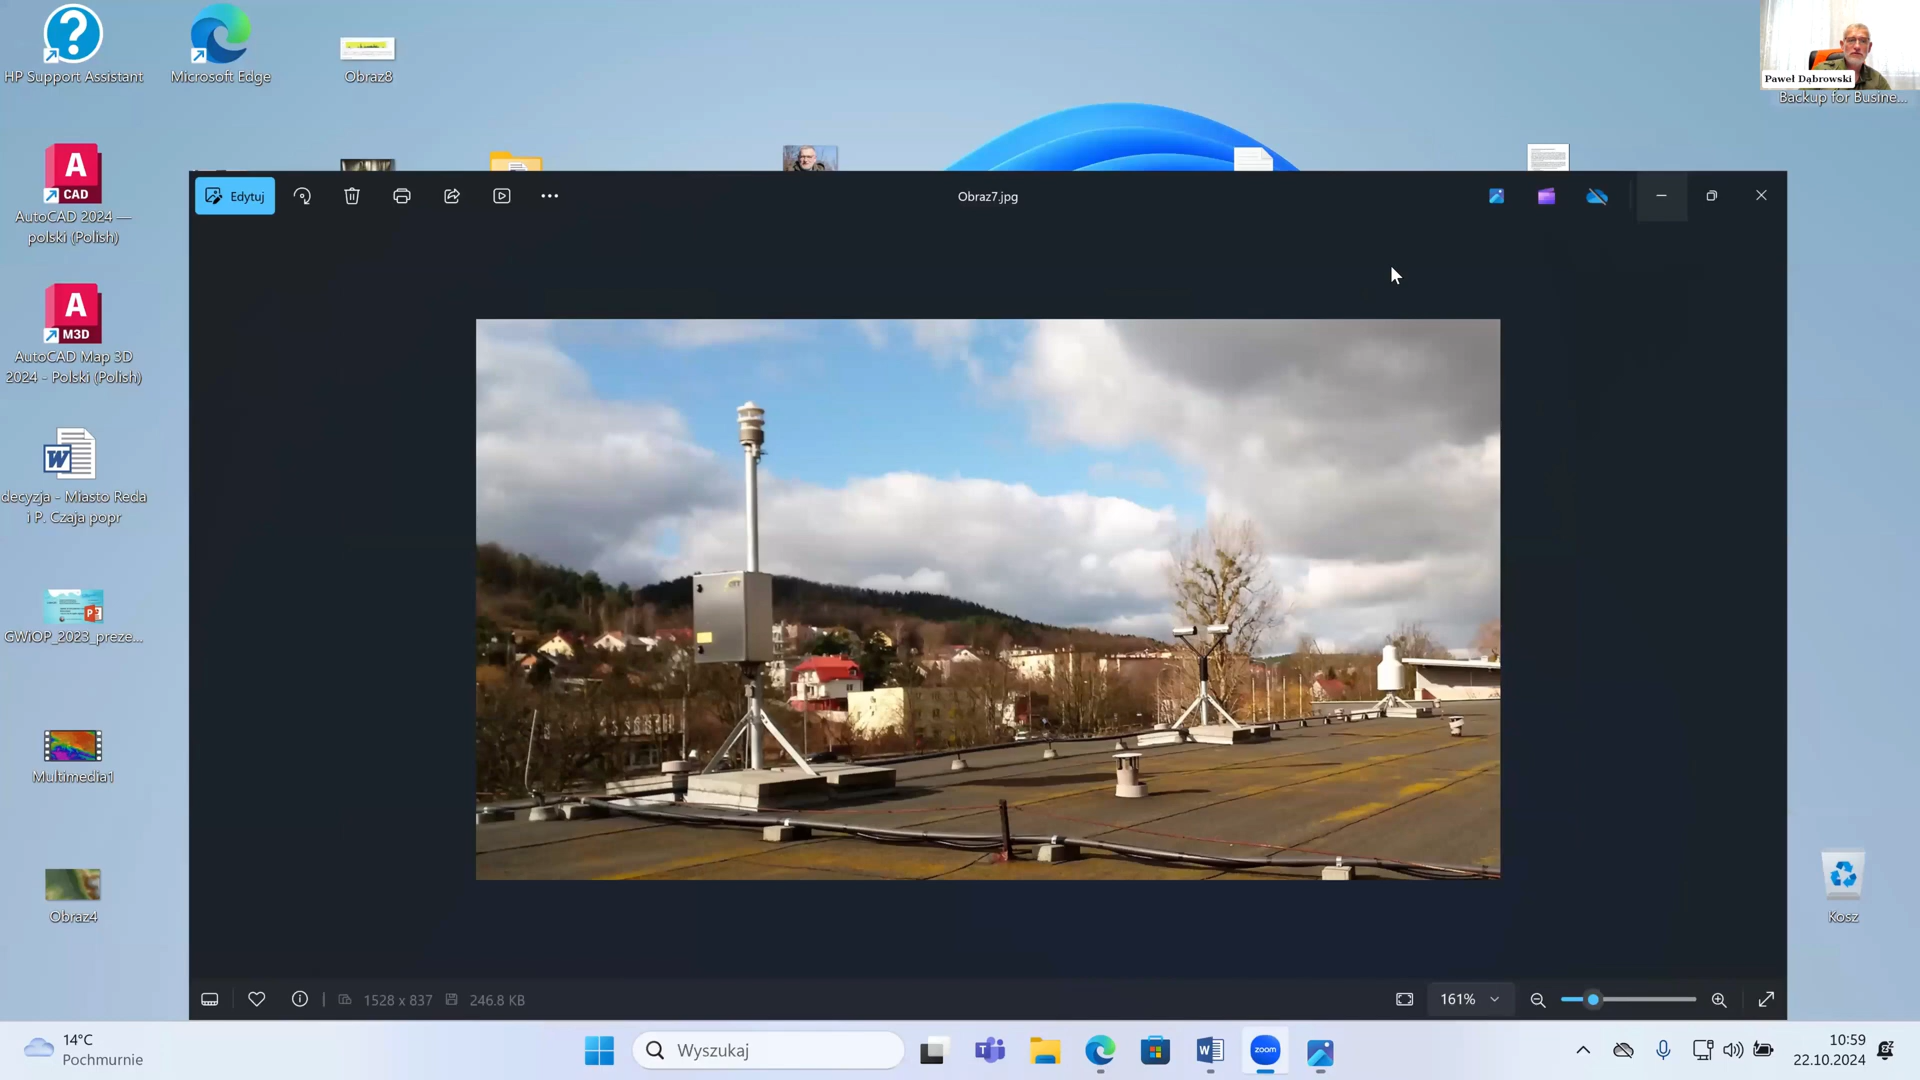 HP Support Assistant
Microsoft Edge
Obraz8
Paweł Dąbrowski
Backup for Busine...
A
CAD
AutoCAD 2024 —
polski (Polish)
Edytuj
Obraz7.jpg
A
M3D
AutoCAD Map 3D
2024 - Polski (Polish)
W
decyzja - Miasto Reda
i P. Czaja popr
GWiOP_2023_preze...
Multimedia1
Obraz4
Kosz
1528 x 837
246.8 KB
161%
14°C
Pochmurnie
Wyszukaj
zoom
10:59
22.10.2024